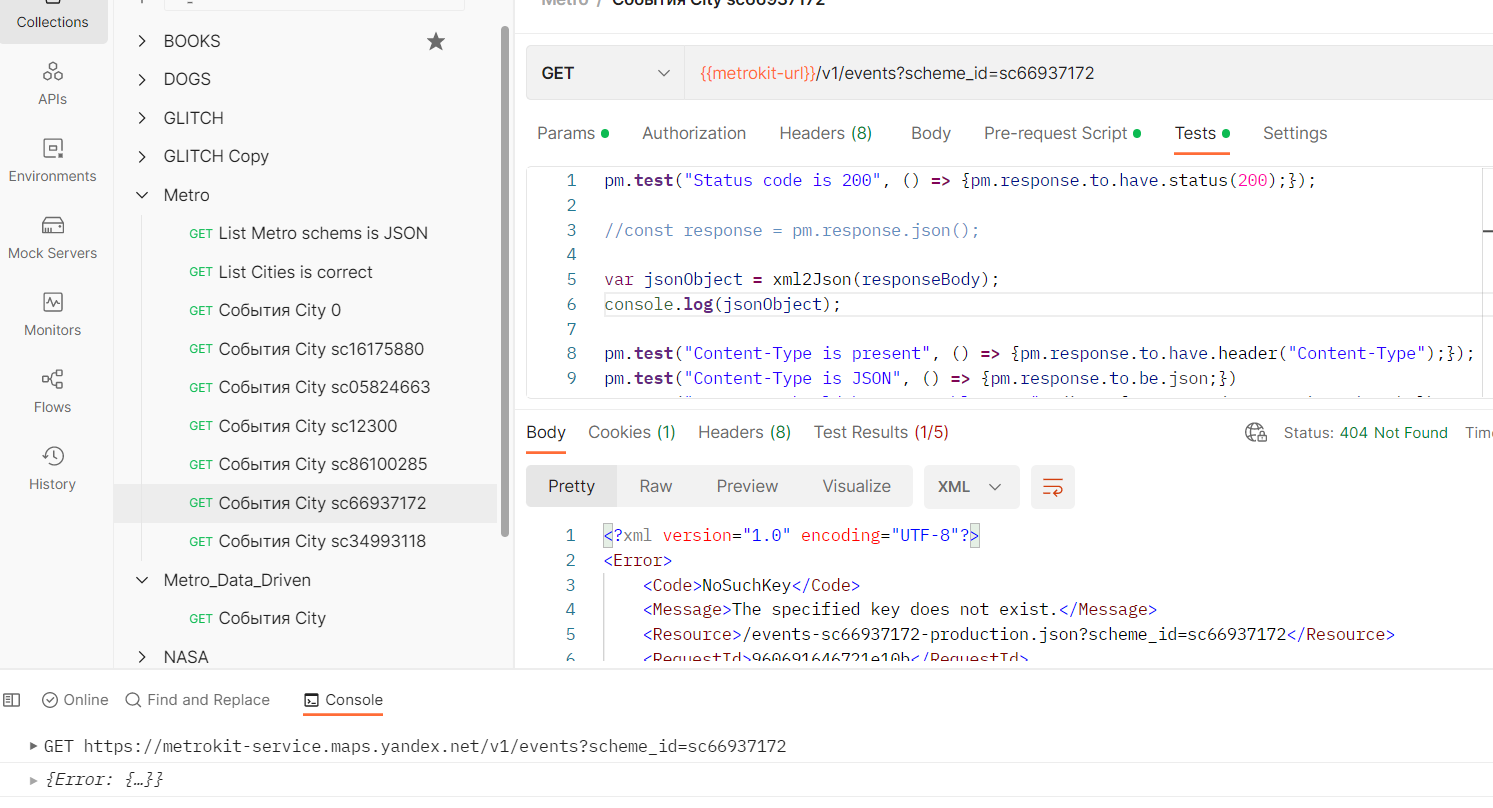 Metro / События City sc66937172
Collections
APIs
Environments
Mock Servers
Monitors
Flows
History
BOOKS
DOGS
GLITCH
GLITCH Copy
Metro
GET List Metro schems is JSON
GET List Cities is correct
GET События City 0
GET События City sc16175880
GET События City sc05824663
GET События City sc12300
GET События City sc86100285
GET События City sc66937172
GET События City sc34993118
Metro_Data_Driven
GET События City
NASA
GET {{metrokit-url}}/v1/events?scheme_id=sc66937172
Params Authorization Headers (8) Body Pre-request Script Tests Settings
1 pm.test("Status code is 200", () => {pm.response.to.have.status(200);});
2
3 //const response = pm.response.json();
4
5 var jsonObject = xml2Json(responseBody);
6 console.log(jsonObject);
7
8 pm.test("Content-Type is present", () => {pm.response.to.have.header("Content-Type");});
9 pm.test("Content-Type is JSON", () => {pm.response.to.be.json;})
Body Cookies (1) Headers (8) Test Results (1/5) Status: 404 Not Found
Pretty Raw Preview Visualize XML
1 <?xml version="1.0" encoding="UTF-8"?>
2 <Error>
3 <Code>NoSuchKey</Code>
4 <Message>The specified key does not exist.</Message>
5 <Resource>/events-sc66937172-production.json?scheme_id=sc66937172</Resource>
6 <RequestId>960691646721e10b</RequestId>
Online Find and Replace Console
GET https://metrokit-service.maps.yandex.net/v1/events?scheme_id=sc66937172
{Error: {…}}